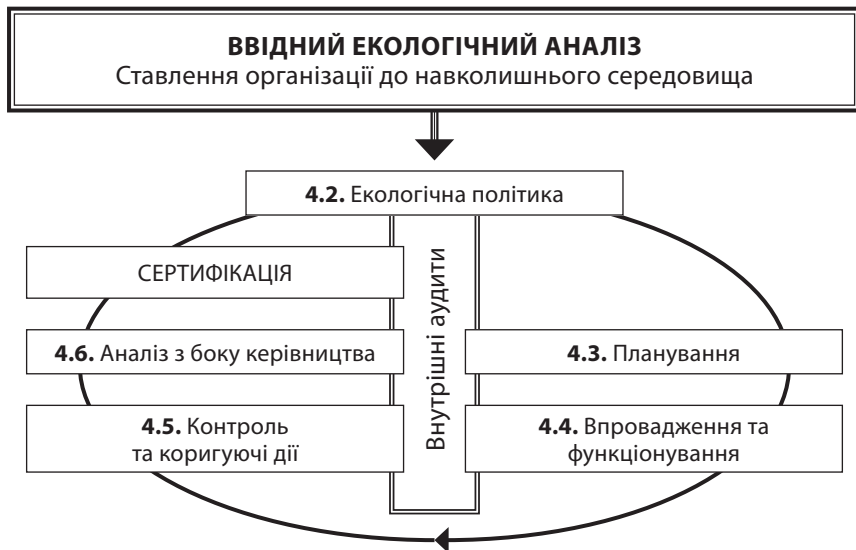 ВВІДНИЙ ЕКОЛОГІЧНИЙ АНАЛІЗ
Ставлення організації до навколишнього середовища
4.2. Екологічна політика
СЕРТИФІКАЦІЯ
Внутрішні аудити
4.6. Аналіз з боку керівництва
4.3. Планування
4.5. Контроль
та коригуючі дії
4.4. Впровадження та
функціонування